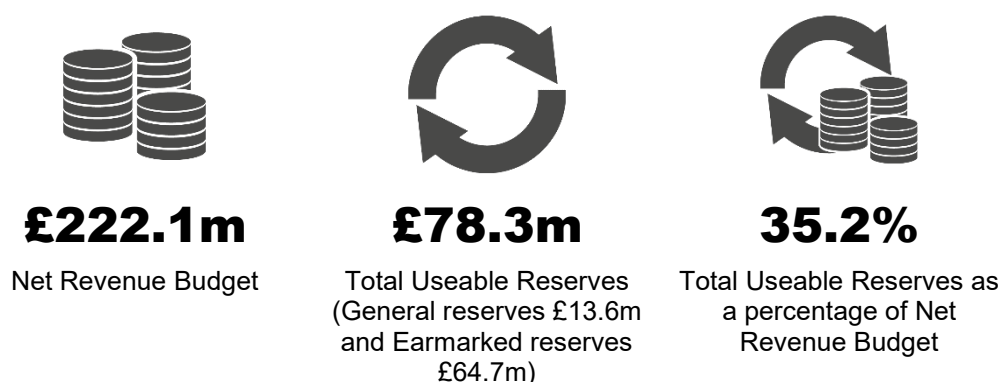 £222.1m
Net Revenue Budget
£78.3m
Total Useable Reserves
(General reserves £13.6m
and Earmarked reserves
£64.7m)
35.2%
Total Useable Reserves as
a percentage of Net
Revenue Budget